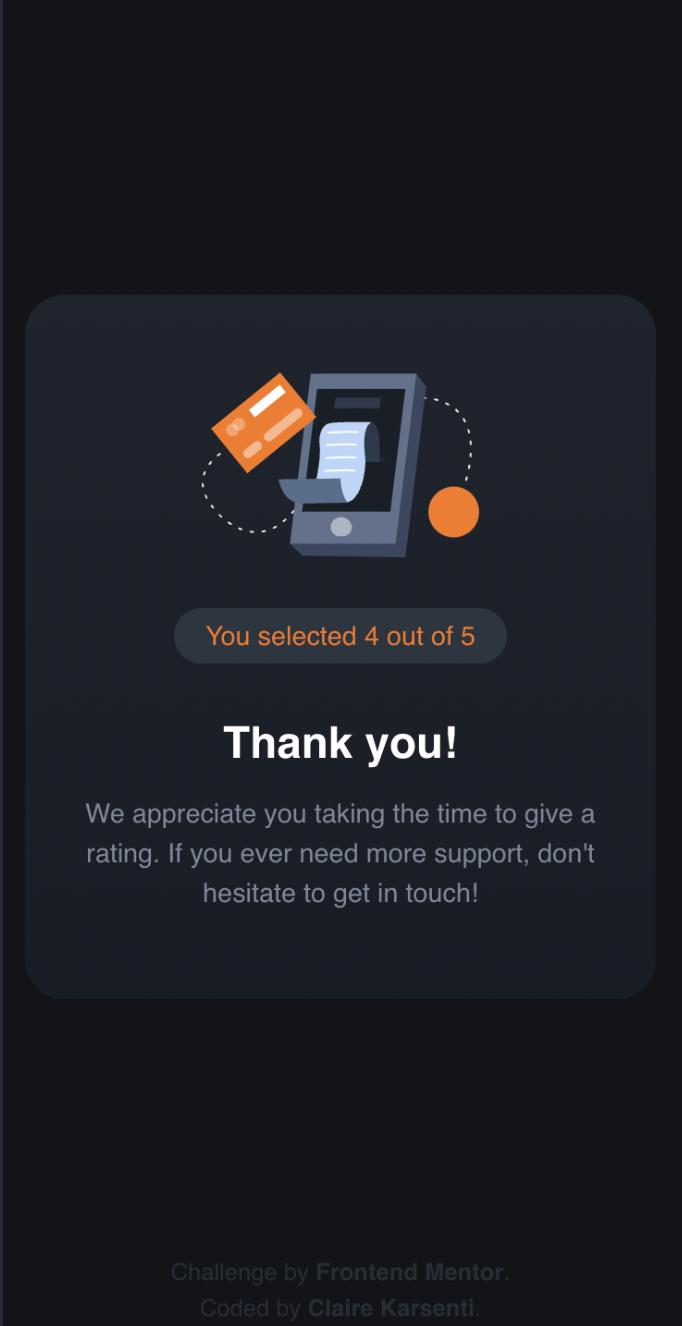 You selected 4 out of 5
Thank you!
We appreciate you taking the time to give a
rating. If you ever need more support, don't
hesitate to get in touch!
Challenge by Frontend Mentor.
Coded by Claire Karsenti.